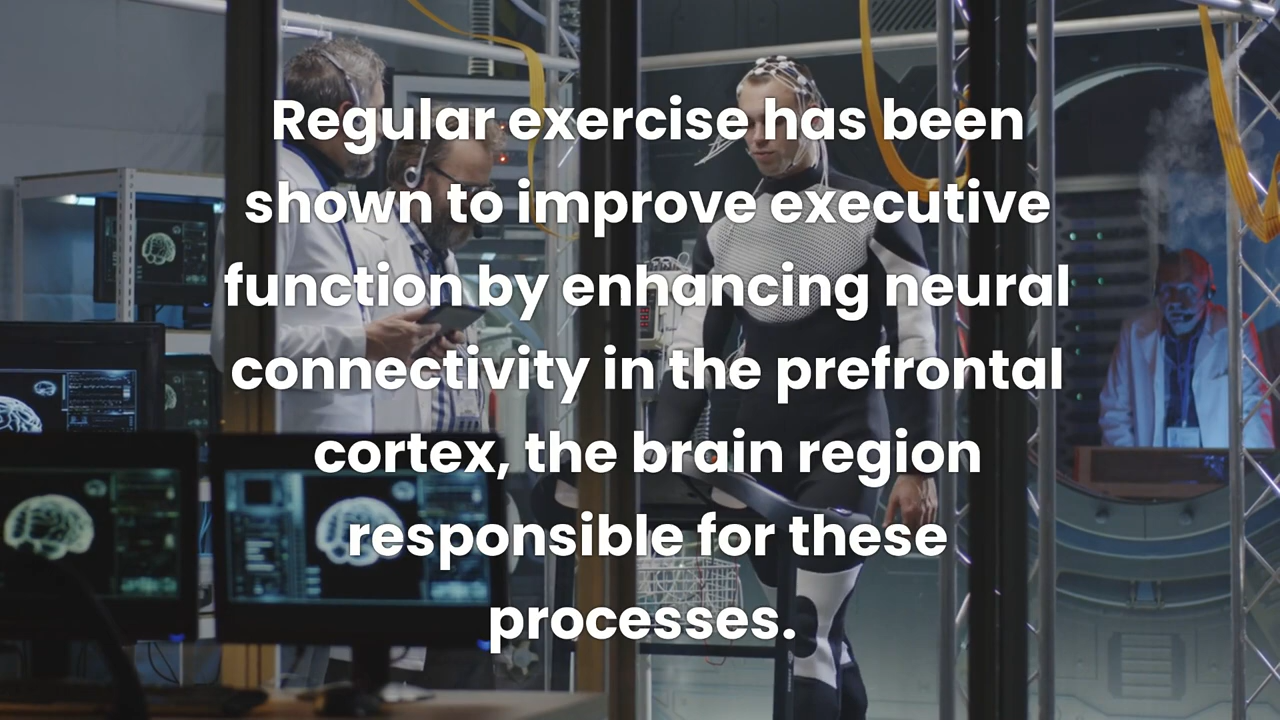 Regular exercise has been
shown to improve executive
function by enhancing neural
connectivity in the prefrontal
cortex, the brain region
responsible for these
processes.